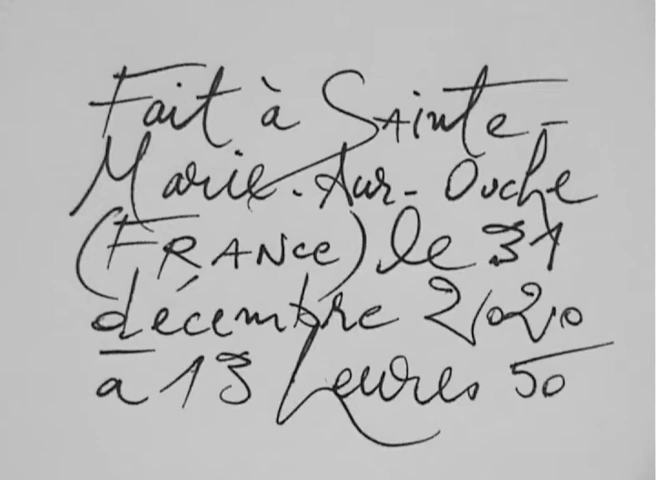 Fait à Sainte-
Marie-sur-Ouche
(FRANce) le 31
décembre 2020
à 13 heures 50